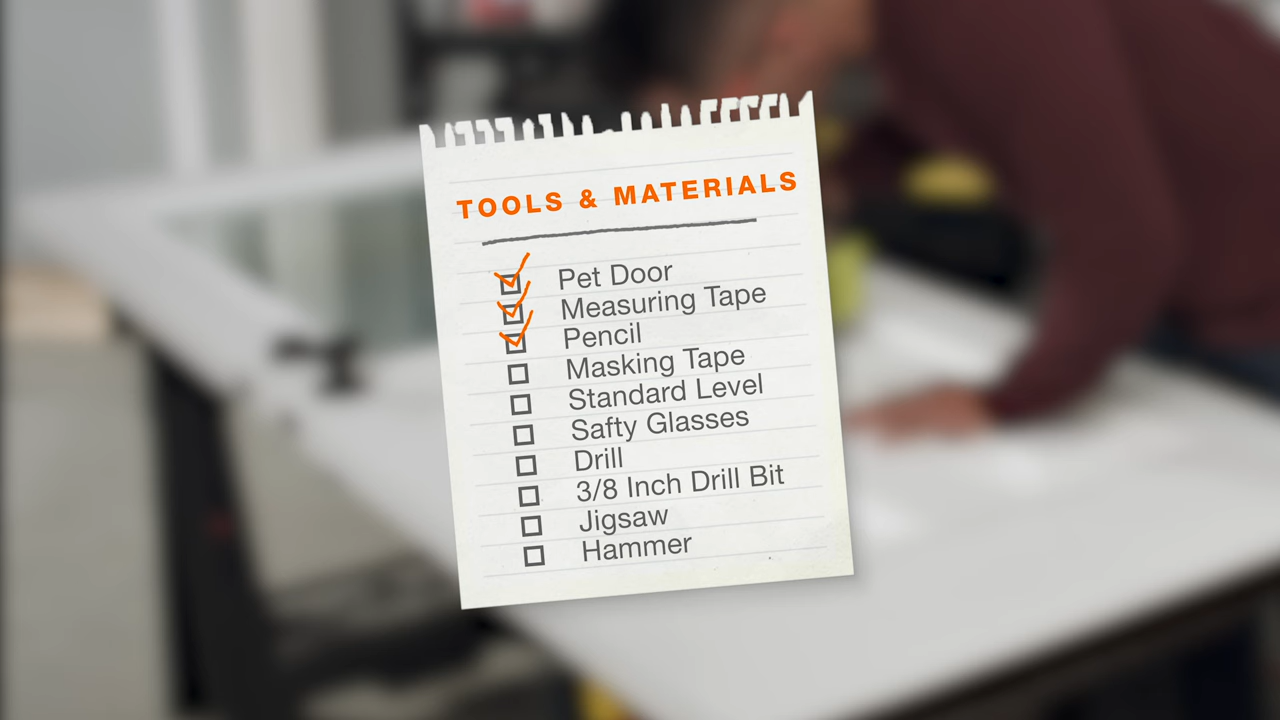 TOOLS & MATERIALS
Pet Door
Measuring Tape
Pencil
Masking Tape
Standard Level
Safty Glasses
Drill
3/8 Inch Drill Bit
Jigsaw
Hammer